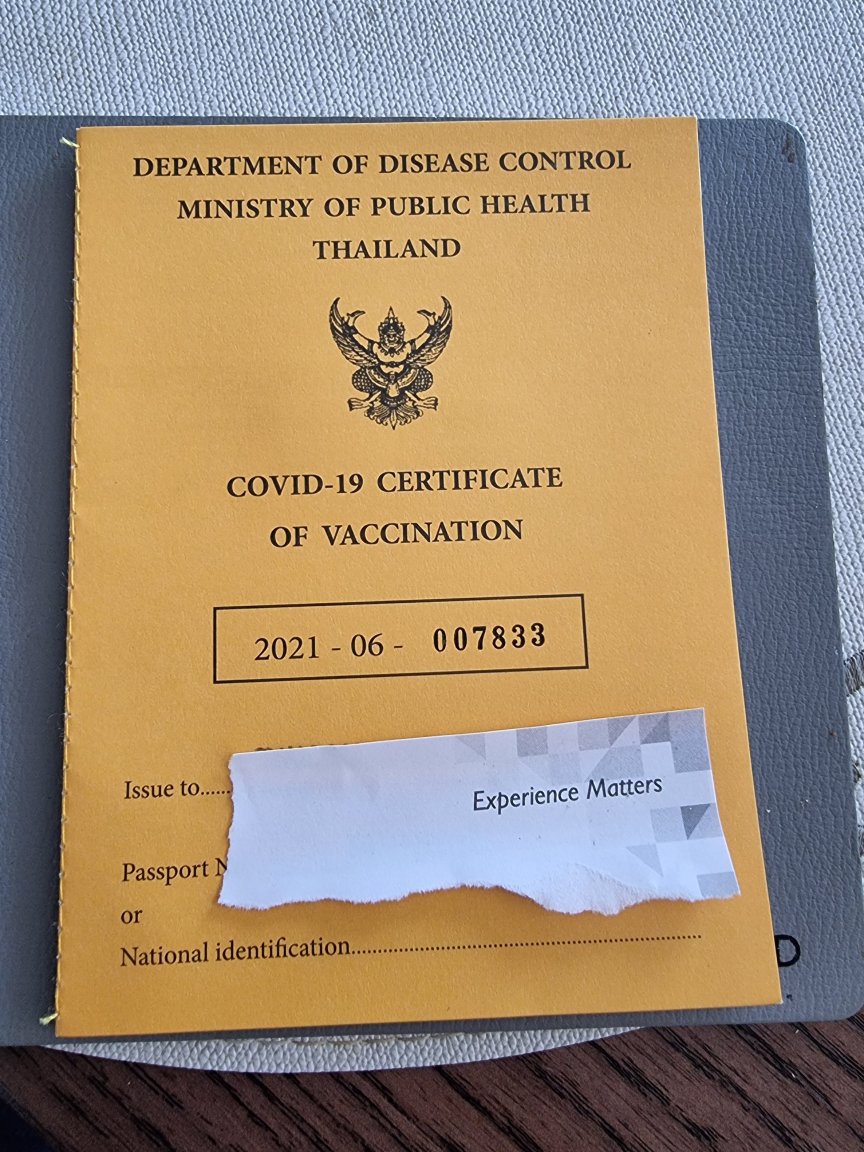 DEPARTMENT OF DISEASE CONTROL
MINISTRY OF PUBLIC HEALTH
THAILAND
COVID-19 CERTIFICATE
OF VACCINATION
2021 - 06 - 007833
Issue to......
Experience Matters
Passport N
or
National identification..........................................................
D